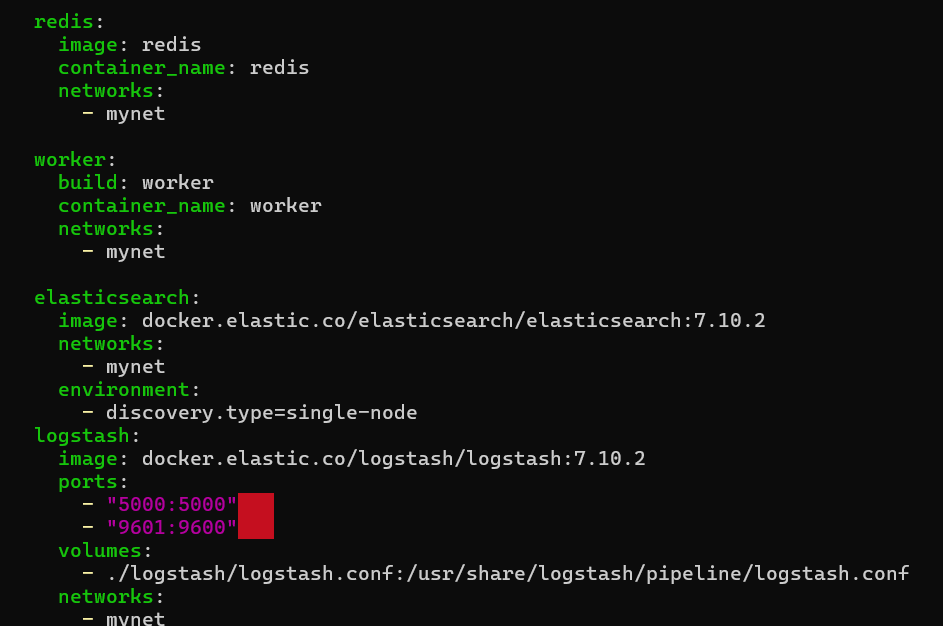 redis:
  image: redis
  container_name: redis
  networks:
    - mynet

worker:
  build: worker
  container_name: worker
  networks:
    - mynet

elasticsearch:
  image: docker.elastic.co/elasticsearch/elasticsearch:7.10.2
  networks:
    - mynet
  environment:
    - discovery.type=single-node
logstash:
  image: docker.elastic.co/logstash/logstash:7.10.2
  ports:
    - "5000:5000"
    - "9601:9600"
  volumes:
    - ./logstash/logstash.conf:/usr/share/logstash/pipeline/logstash.conf
  networks:
    - mynet